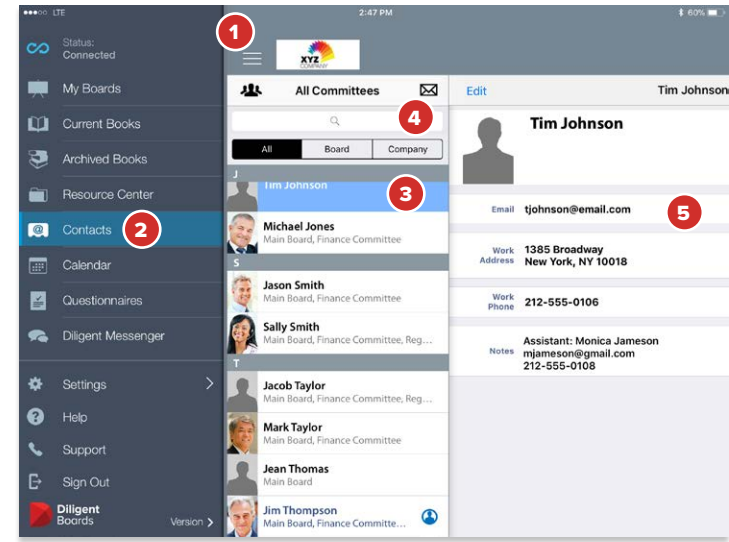 LTE
2:47 PM
60%
1
Status:
Connected
XYZ
COMPANY
My Boards
Current Books
Archived Books
Resource Center
Contacts
2
Calendar
Questionnaires
Diligent Messenger
Settings
Help
Support
Sign Out
Diligent
Boards
Version
All Committees
4
All Board Company
J
Tim Johnson
3
Michael Jones
Main Board, Finance Committee
S
Jason Smith
Main Board, Finance Committee
Sally Smith
Main Board, Finance Committee, Reg...
T
Jacob Taylor
Main Board, Finance Committee, Reg...
Mark Taylor
Main Board, Finance Committee
Jean Thomas
Main Board
Jim Thompson
Main Board, Finance Committe...
Edit Tim Johnson
Tim Johnson
Email tjohnson@email.com
5
Work 1385 Broadway
Address New York, NY 10018
Work
Phone 212-555-0106
Notes Assistant: Monica Jameson
mjameson@gmail.com
212-555-0108